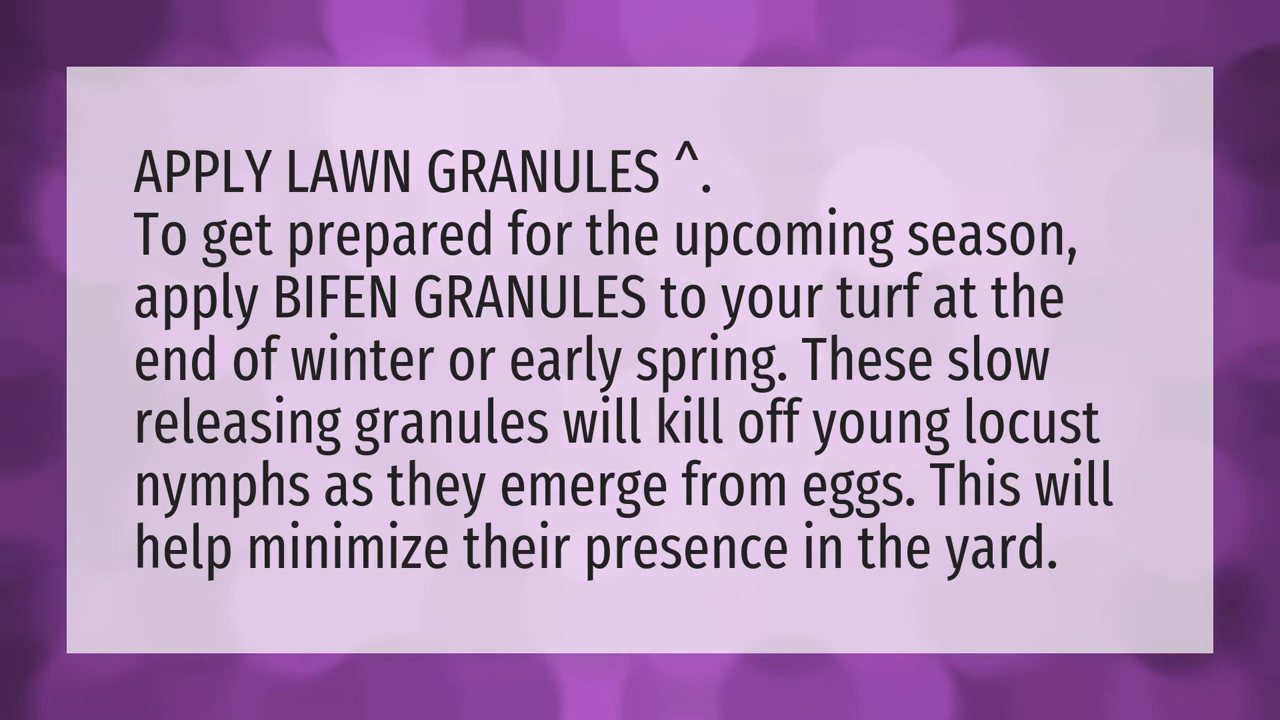 APPLY LAWN GRANULES ^.
To get prepared for the upcoming season,
apply BIFEN GRANULES to your turf at the
end of winter or early spring. These slow
releasing granules will kill off young locust
nymphs as they emerge from eggs. This will
help minimize their presence in the yard.